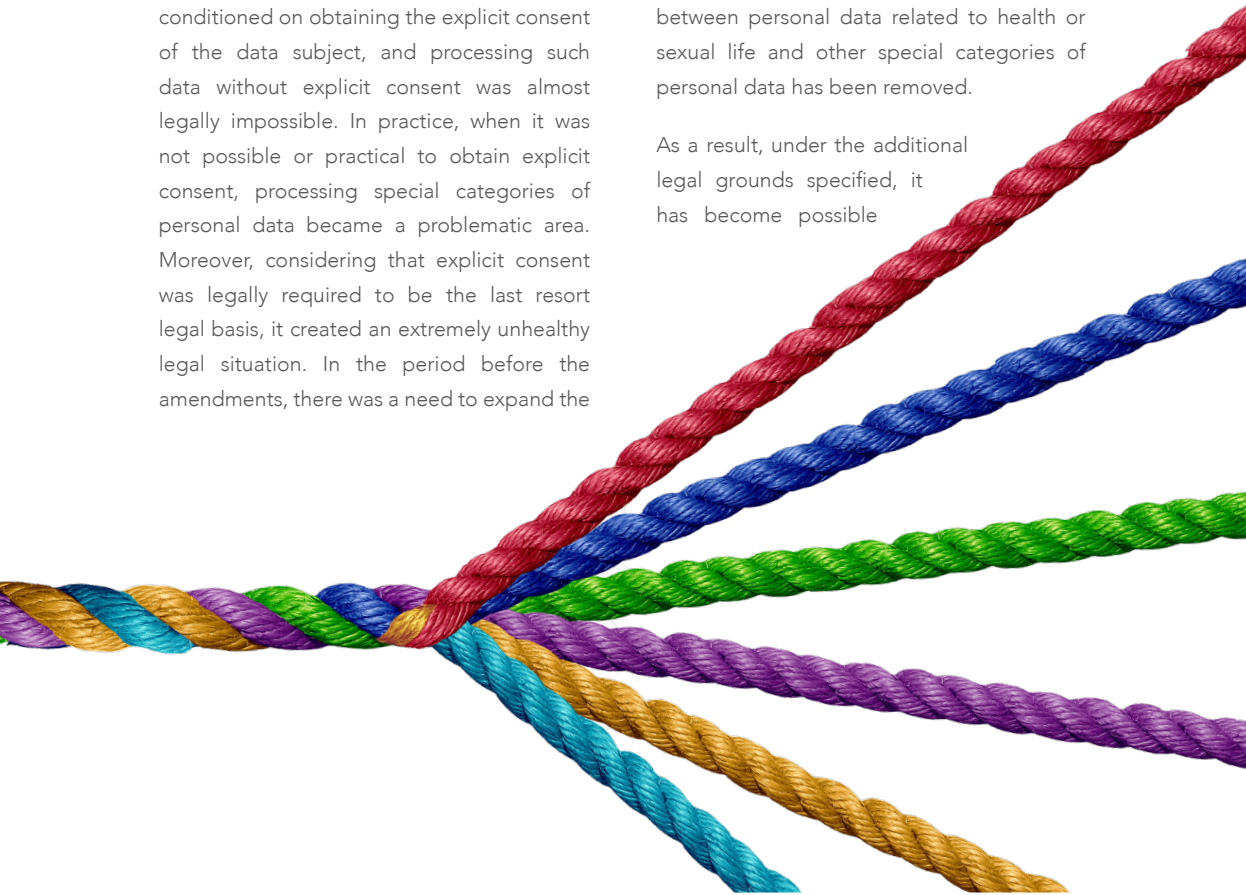 conditioned on obtaining the explicit consent
of the data subject, and processing such
data without explicit consent was almost
legally impossible. In practice, when it was
not possible or practical to obtain explicit
consent, processing special categories of
personal data became a problematic area.
Moreover, considering that explicit consent
was legally required to be the last resort
legal basis, it created an extremely unhealthy
legal situation. In the period before the
amendments, there was a need to expand the
between personal data related to health or
sexual life and other special categories of
personal data has been removed.
As a result, under the additional
legal grounds specified, it
has become possible